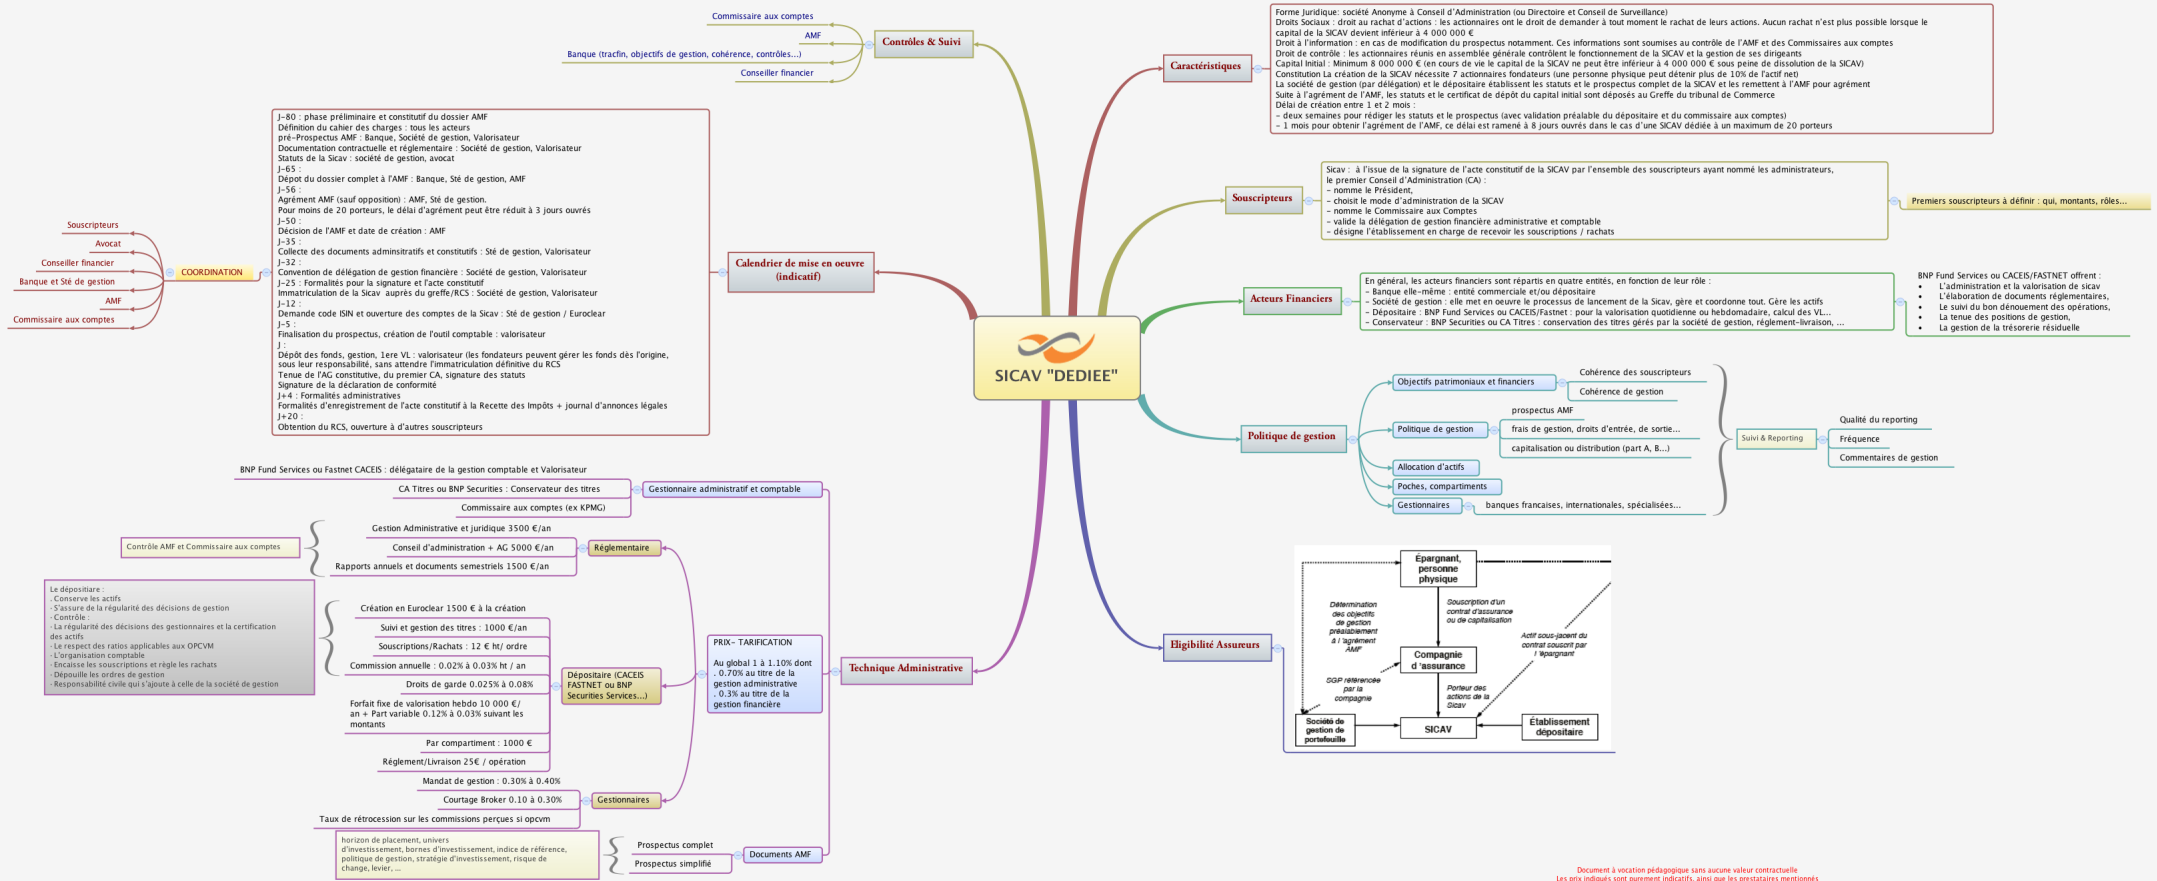 SICAV "DEDIEE"
Contrôles & Suivi
Commissaire aux comptes
AMF
Banque (tracfin, objectifs de gestion, cohérence, contrôles...)
Conseiller financier
Caractéristiques
Forme Juridique: société Anonyme à Conseil d'Administration (ou Directoire et Conseil de Surveillance)
Droits Sociaux : droit au rachat d'actions : les actionnaires ont le droit de demander à tout moment le rachat de leurs actions. Aucun rachat n'est plus possible lorsque le
capital de la SICAV devient inférieur à 4 000 000 €
Droit à l'information : en cas de modification du prospectus notamment. Ces informations sont soumises au contrôle de l'AMF et des Commissaires aux comptes
Droit de contrôle : les actionnaires réunis en assemblée générale contrôlent le fonctionnement de la SICAV et la gestion de ses dirigeants
Capital Initial : Minimum 8 000 000 € (en cours de vie le capital de la SICAV ne peut être inférieur à 4 000 000 € sous peine de dissolution de la SICAV)
Constitution La création de la SICAV nécessite 7 actionnaires fondateurs (une personne physique peut détenir plus de 10% de l'actif net)
La société de gestion (par délégation) et le dépositaire établissent les statuts et le prospectus complet de la SICAV et les remettent à l'AMF pour agrément
Suite à l'agrément de l'AMF, les statuts et le certificat de dépôt du capital initial sont déposés au Greffe du tribunal de Commerce
Délai de création entre 1 et 2 mois :
- deux semaines pour rédiger les statuts et le prospectus (avec validation préalable du dépositaire et du commissaire aux comptes)
- 1 mois pour obtenir l'agrément de l'AMF, ce délai est ramené à 8 jours ouvrés dans le cas d'une SICAV dédiée à un maximum de 20 porteurs
Souscripteurs
Sicav : à l'issue de la signature de l'acte constitutif de la SICAV par l'ensemble des souscripteurs ayant nommé les administrateurs,
le premier Conseil d'Administration (CA) :
- nomme le Président,
- choisit le mode d'administration de la SICAV
- nomme le Commissaire aux Comptes
- valide la délégation de gestion financière administrative et comptable
- désigne l'établissement en charge de recevoir les souscriptions / rachats
Premiers souscripteurs à définir : qui, montants, rôles...
Acteurs Financiers
En général, les acteurs financiers sont répartis en quatre entités, en fonction de leur rôle :
- Banque elle-même : entité commerciale et/ou dépositaire
- Société de gestion : elle met en oeuvre le processus de lancement de la Sicav, gère et coordonne tout. Gère les actifs
- Dépositaire : BNP Fund Services ou CACEIS/Fastnet : pour la valorisation quotidienne ou hebdomadaire, calcul des VL...
- Conservateur : BNP Securities ou CA Titres : conservation des titres gérés par la société de gestion, réglement-livraison, ...
BNP Fund Services ou CACEIS/FASTNET offrent :
• L'administration et la valorisation de sicav
• L'élaboration de documents réglementaires,
• Le suivi du bon dénouement des opérations,
• La tenue des positions de gestion,
• La gestion de la trésorerie résiduelle
Politique de gestion
Objectifs patrimoniaux et financiers
Cohérence des souscripteurs
Cohérence de gestion
Politique de gestion
prospectus AMF
frais de gestion, droits d'entrée, de sortie...
capitalisation ou distribution (part A, B...)
Allocation d'actifs
Poches, compartiments
Gestionnaires
banques francaises, internationales, spécialisées...
Suivi & Reporting
Qualité du reporting
Fréquence
Commentaires de gestion
Eligibilité Assureurs
Épargnant,
personne
physique
Détermination
des objectifs
de gestion
préalablement
à l'agrément
AMF
Souscription d'un
contrat d'assurance
ou de capitalisation
Actif sous-jacent du
contrat souscrit par
l'épargnant
Compagnie
d'assurance
SGP référencée
par la
compagnie
Porteur des
actions de la
Sicav
Société de
gestion de
portefeuille
SICAV
Établissement
dépositaire
Calendrier de mise en oeuvre
(indicatif)
J-80 : phase préliminaire et constitutif du dossier AMF
Définition du cahier des charges : tous les acteurs
pré-Prospectus AMF : Banque, Société de gestion, Valorisateur
Documentation contractuelle et réglementaire : Société de gestion, Valorisateur
Statuts de la Sicav : société de gestion, avocat
J-65 :
Dépot du dossier complet à l'AMF : Banque, Sté de gestion, AMF
J-56 :
Agrément AMF (sauf opposition) : AMF, Sté de gestion.
Pour moins de 20 porteurs, le délai d'agrément peut être réduit à 3 jours ouvrés
J-50 :
Décision de l'AMF et date de création : AMF
J-35 :
Collecte des documents adminsitratifs et constitutifs : Sté de gestion, Valorisateur
J-32 :
Convention de délégation de gestion financière : Société de gestion, Valorisateur
J-25 : Formalités pour la signature et l'acte constitutif
Immatriculation de la Sicav auprès du greffe/RCS : Société de gestion, Valorisateur
J-12 :
Demande code ISIN et ouverture des comptes de la Sicav : Sté de gestion / Euroclear
J-5 :
Finalisation du prospectus, création de l'outil comptable : valorisateur
J :
Dépôt des fonds, gestion, 1ere VL : valorisateur (les fondateurs peuvent gérer les fonds dès l'origine,
sous leur responsabilité, sans attendre l'immatriculation définitive du RCS
Tenue de l'AG constitutive, du premier CA, signature des statuts
Signature de la déclaration de conformité
J+4 : Formalités administratives
Formalités d'enregistrement de l'acte constitutif à la Recette des Impôts + journal d'annonces légales
J+20 :
Obtention du RCS, ouverture à d'autres souscripteurs
COORDINATION
Souscripteurs
Avocat
Conseiller financier
Banque et Sté de gestion
AMF
Commissaire aux comptes
Technique Administrative
Gestionnaire administratif et comptable
BNP Fund Services ou Fastnet CACEIS : délégataire de la gestion comptable et Valorisateur
CA Titres ou BNP Securities : Conservateur des titres
Commissaire aux comptes (ex KPMG)
PRIX- TARIFICATION
Au global 1 à 1.10% dont
. 0.70% au titre de la
gestion administrative
. 0.3% au titre de la
gestion financière
Réglementaire
Gestion Administrative et juridique 3500 €/an
Conseil d'administration + AG 5000 €/an
Rapports annuels et documents semestriels 1500 €/an
Contrôle AMF et Commissaire aux comptes
Dépositaire (CACEIS
FASTNET ou BNP
Securities Services...)
Création en Euroclear 1500 € à la création
Suivi et gestion des titres : 1000 €/an
Souscriptions/Rachats : 12 € ht/ ordre
Commission annuelle : 0.02% à 0.03% ht / an
Droits de garde 0.025% à 0.08%
Forfait fixe de valorisation hebdo 10 000 €/
an + Part variable 0.12% à 0.03% suivant les
montants
Par compartiment : 1000 €
Réglement/Livraison 25€ / opération
Le dépositiare :
. Conserve les actifs
- S'assure de la régularité des décisions de gestion
- Contrôle :
- La régularité des décisions des gestionnaires et la certification
des actifs
- Le respect des ratios applicables aux OPCVM
- L'organisation comptable
- Encaisse les souscriptions et règle les rachats
- Dépouille les ordres de gestion
- Responsabilité civile qui s'ajoute à celle de la société de gestion
Gestionnaires
Mandat de gestion : 0.30% à 0.40%
Courtage Broker 0.10 à 0.30%
Taux de rétrocession sur les commissions perçues si opcvm
Documents AMF
Prospectus complet
Prospectus simplifié
horizon de placement, univers
d'investissement, bornes d'investissement, indice de référence,
politique de gestion, stratégie d'investissement, risque de
change, levier, ...
Document à vocation pédagogique sans aucune valeur contractuelle
Les prix indiqués sont purement indicatifs, ainsi que les prestataires mentionnés